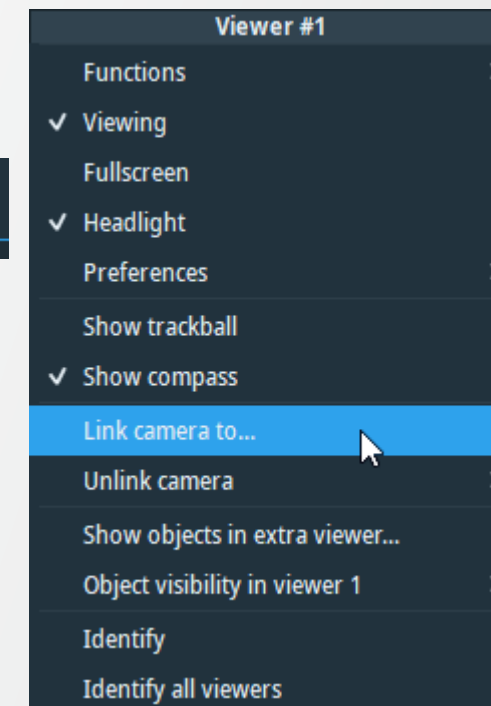 Viewer #1
Functions
Viewing
Fullscreen
Headlight
Preferences
Show trackball
Show compass
Link camera to...
Unlink camera
Show objects in extra viewer...
Object visibility in viewer 1
Identify
Identify all viewers